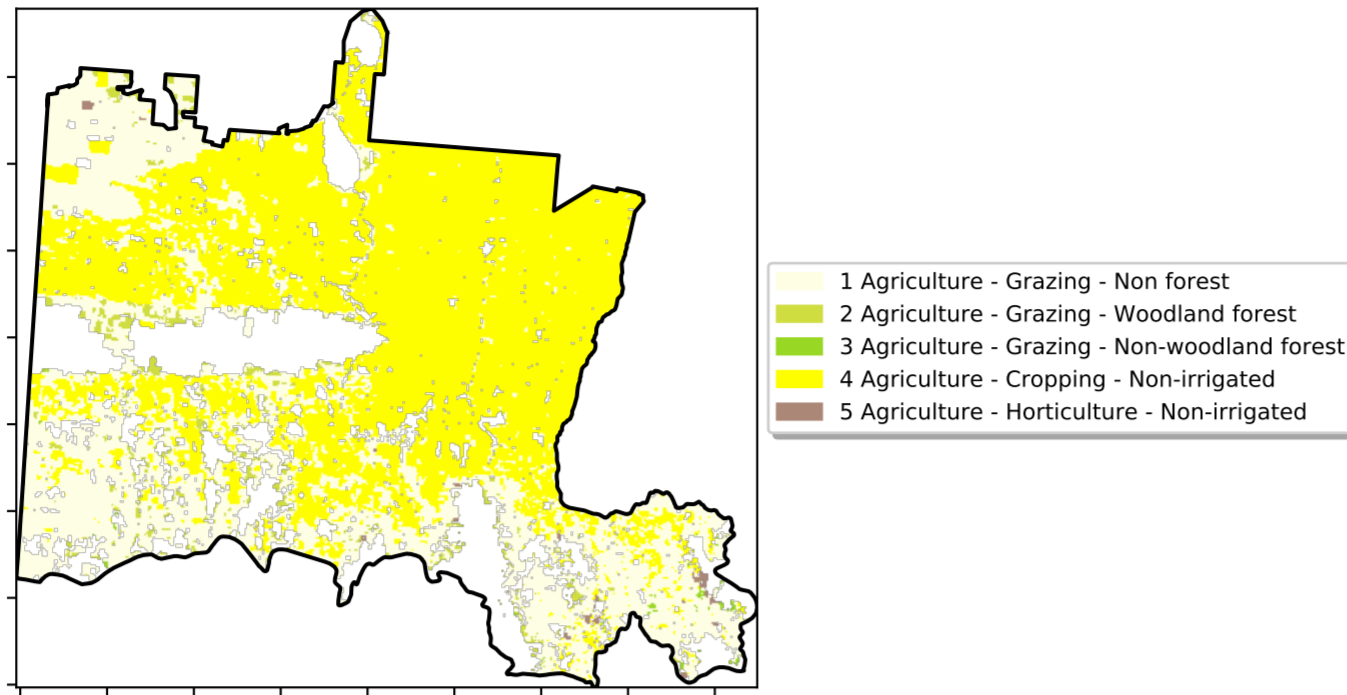 1 Agriculture - Grazing - Non forest
2 Agriculture - Grazing - Woodland forest
3 Agriculture - Grazing - Non-woodland forest
4 Agriculture - Cropping - Non-irrigated
5 Agriculture - Horticulture - Non-irrigated